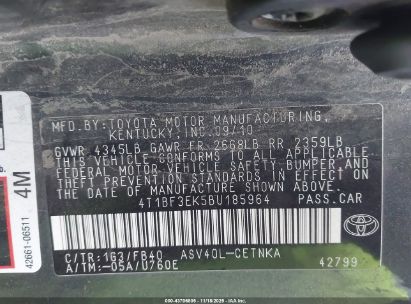 MFD.BY:TOYOTA MOTOR MANUFACTURING,
KENTUCKY,INC.09/10
GVWR 4345LB GAWR FR 2668LB RR 2359LB
THIS VEHICLE CONFORMS TO ALL APPLICABLE
FEDERAL MOTOR VEHICLE SAFETY, BUMPER, AND
THEFT PREVENTION STANDARDS IN EFFECT ON
THE DATE OF MANUFACTURE SHOWN ABOVE.
4T1BF3EK5BU185964 PASS.CAR
C/TR:1G3/FB40 ASV40L-CETNKA
A/TM:-05A/U760E 42799
TOYOTA
4M
42661-06511